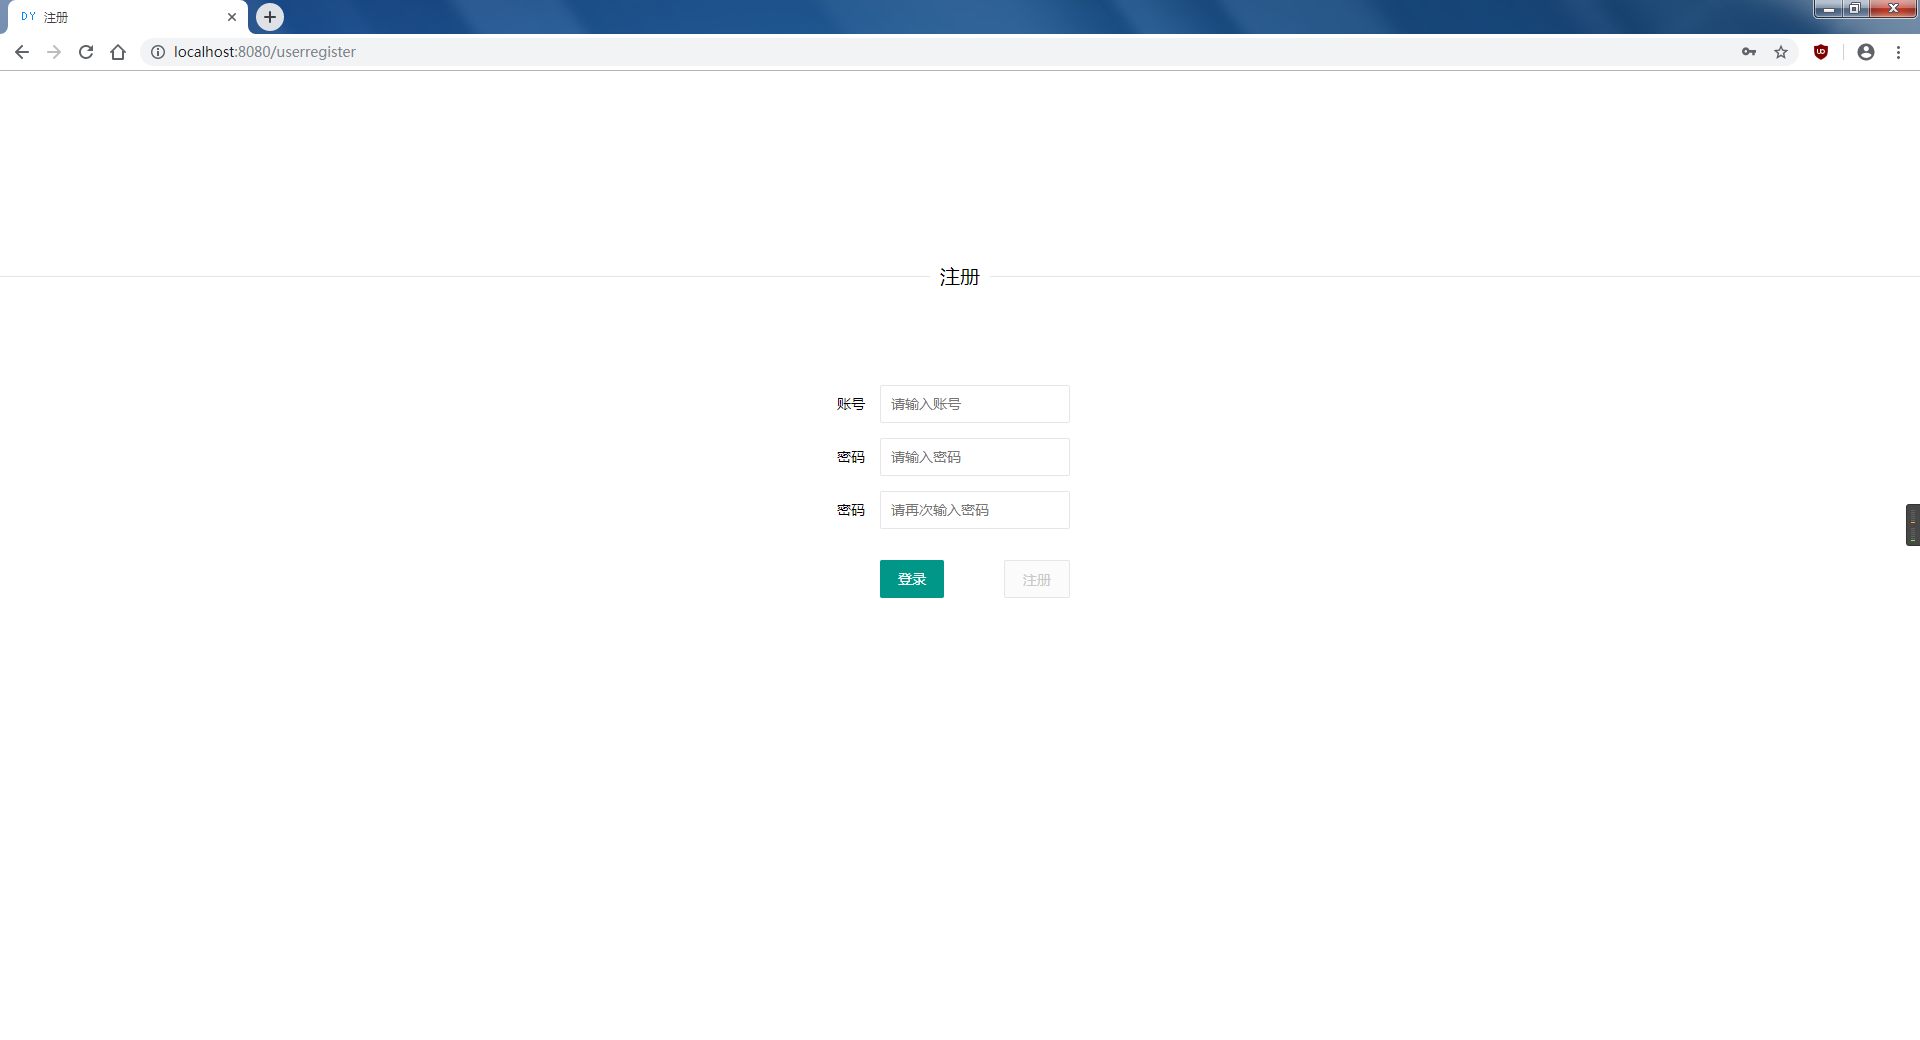 DY 注册
localhost:8080/userregister
注册
账号 请输入账号
密码 请输入密码
密码 请再次输入密码
登录 注册